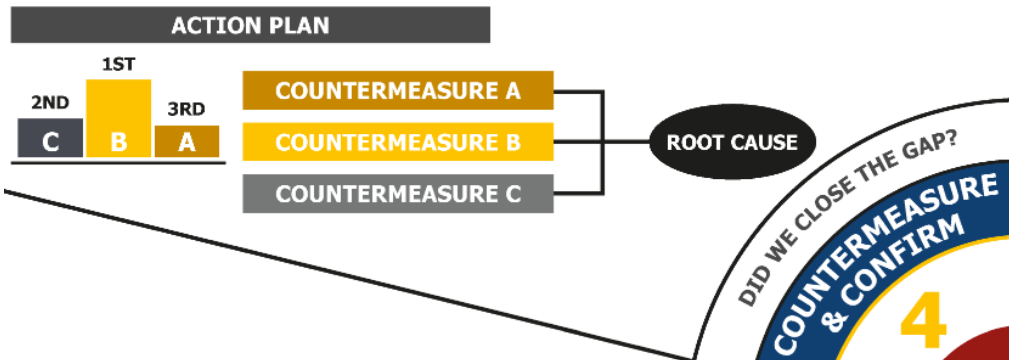 ACTION PLAN
1ST
2ND
3RD
C
B
A
COUNTERMEASURE A
COUNTERMEASURE B
COUNTERMEASURE C
ROOT CAUSE
DID WE CLOSE THE GAP?
COUNTERMEASURE
& CONFIRM
4